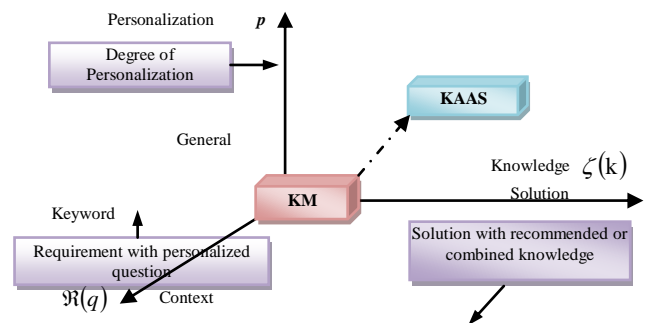 Personalization p
Degree of
Personalization
KAAS
General
Knowledge ζ(k)
Solution
KM
Keyword
Solution with recommended or
combined knowledge
Requirement with personalized
question
ℜ(q) Context